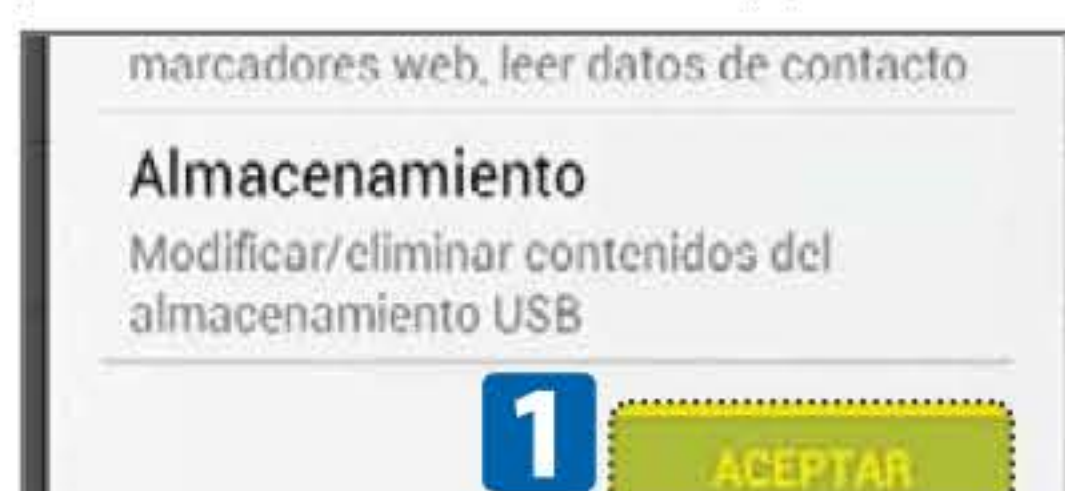 marcadores web, leer datos de contacto
Almacenamiento
Modificar/eliminar contenidos del
almacenamiento USB
1
ACEPTAR